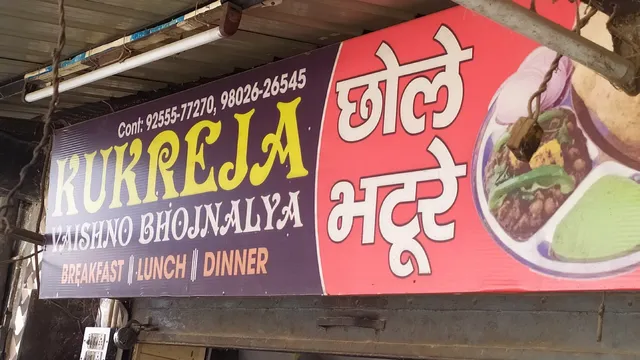 Cont: 92555-77270, 98026-26545
KUKREJA
VAISHNO BHOJNALYA
BREAKFAST || LUNCH || DINNER
छोले
भटूरे